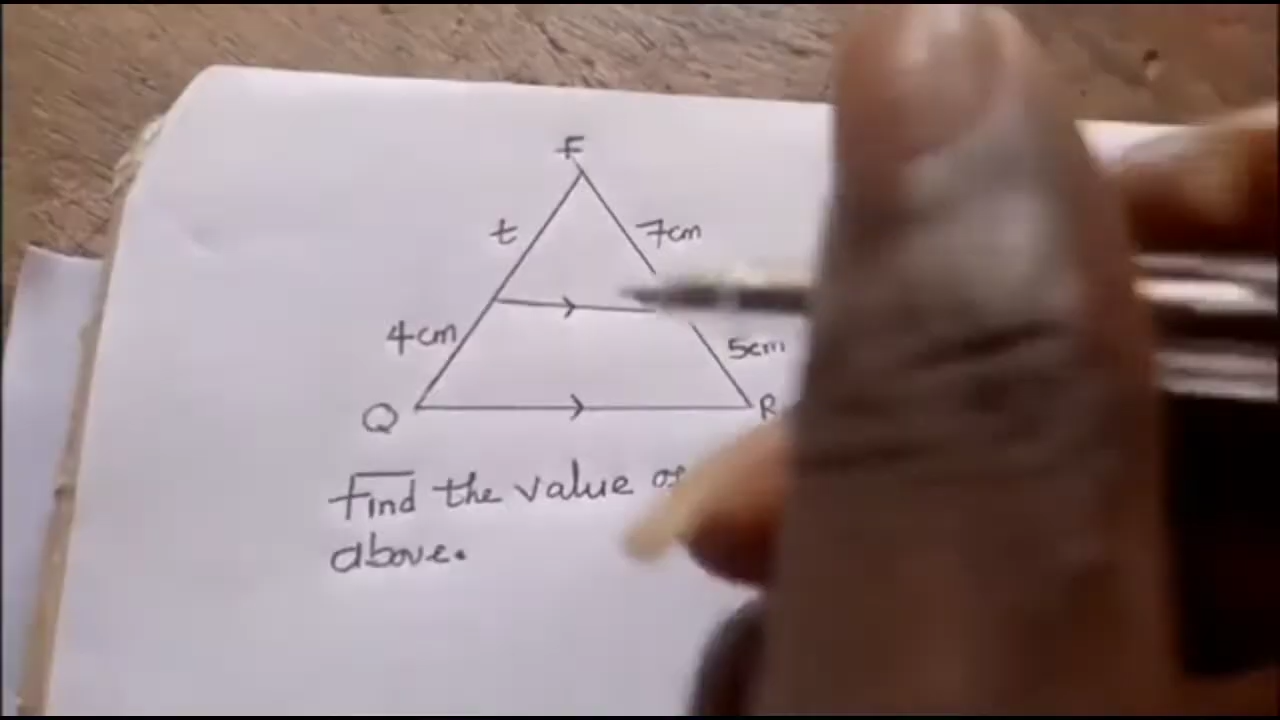 F
t 7cm
4cm 5cm
Q R
Find the value
above.